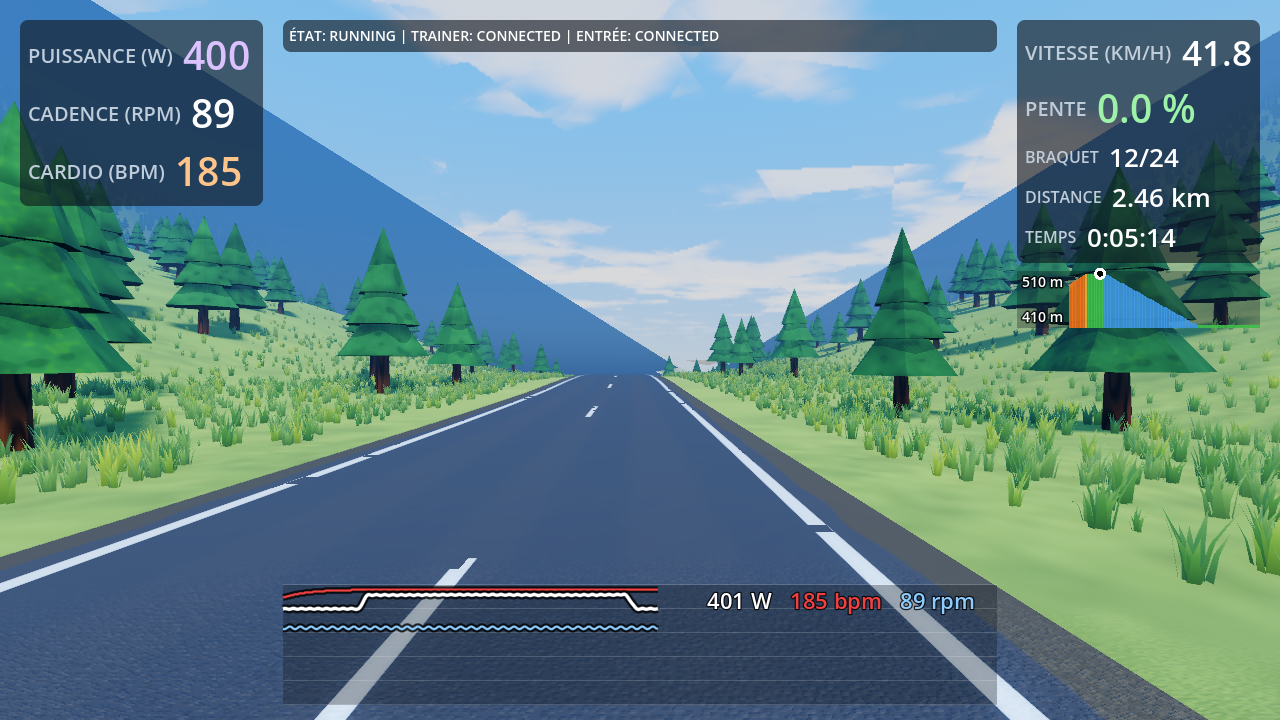 PUISSANCE (W) 400
CADENCE (RPM) 89
CARDIO (BPM) 185
ÉTAT: RUNNING | TRAINER: CONNECTED | ENTRÉE: CONNECTED
VITESSE (KM/H) 41.8
PENTE 0.0 %
BRAQUET 12/24
DISTANCE 2.46 km
TEMPS 0:05:14
510 m
410 m
401 W 185 bpm 89 rpm